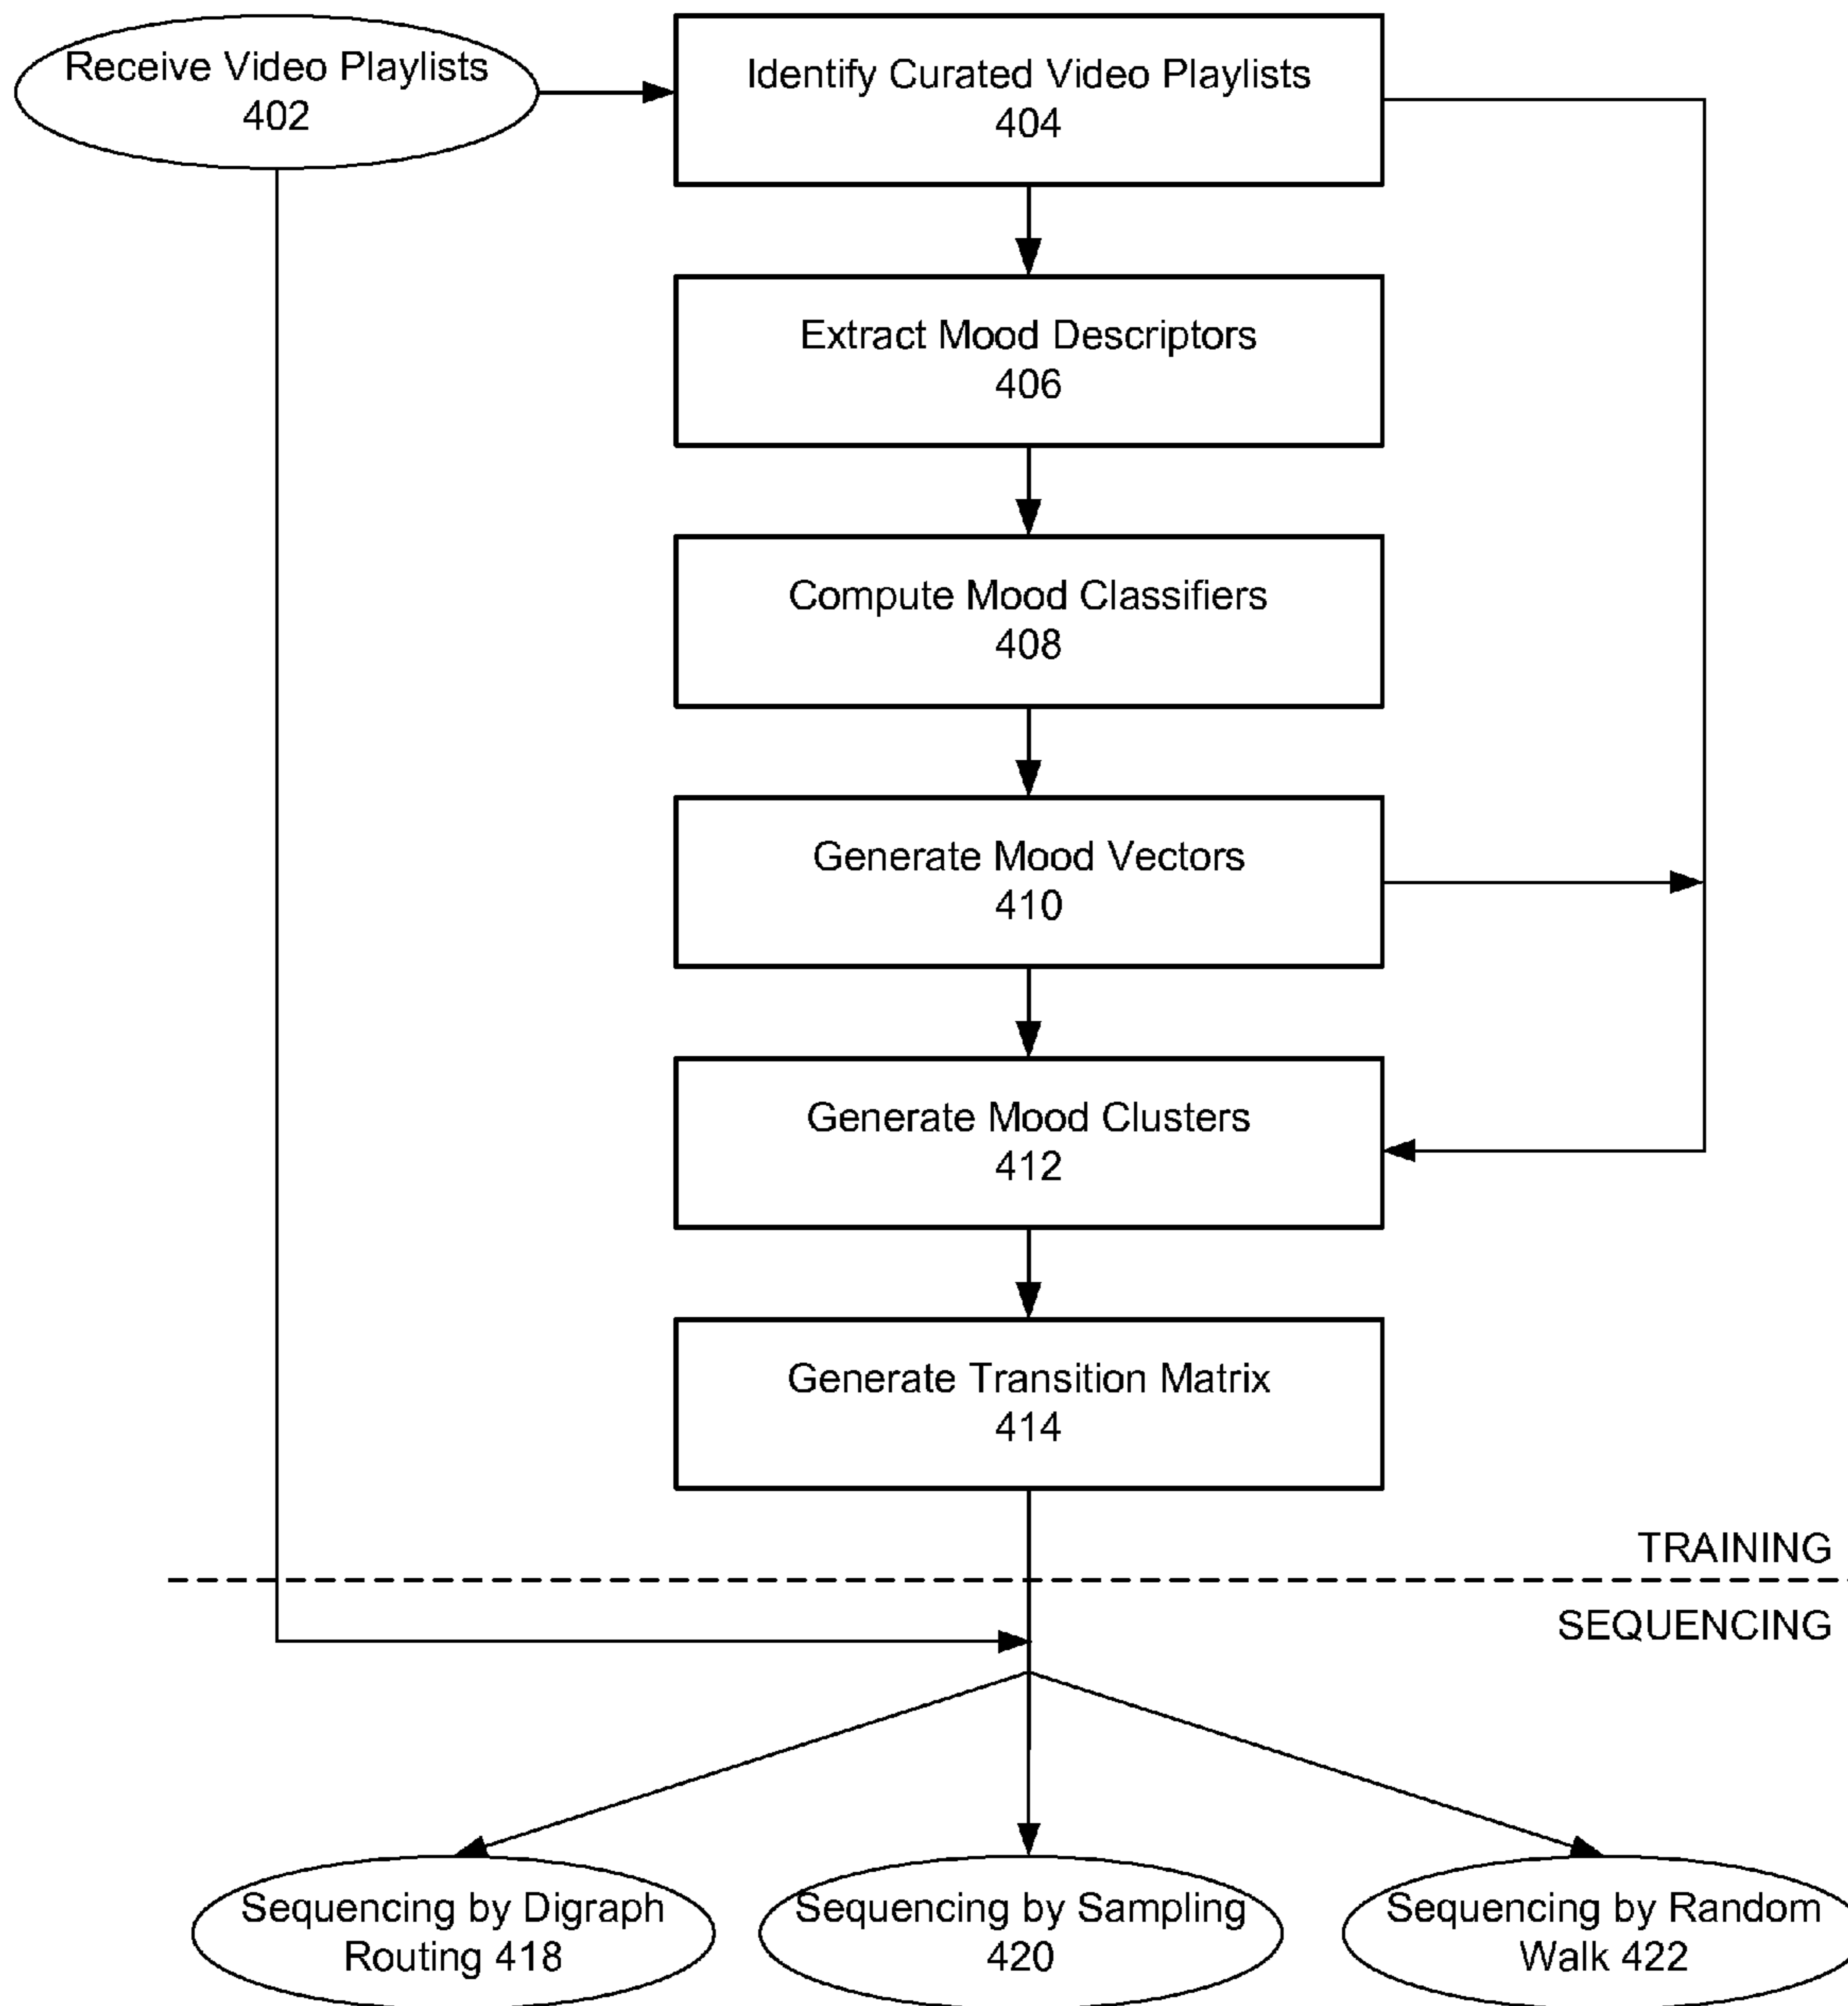 Receive Video Playlists
402
Identify Curated Video Playlists
404
Extract Mood Descriptors
406
Compute Mood Classifiers
408
Generate Mood Vectors
410
Generate Mood Clusters
412
Generate Transition Matrix
414
TRAINING
SEQUENCING
Sequencing by Digraph
Routing 418
Sequencing by Sampling
420
Sequencing by Random
Walk 422